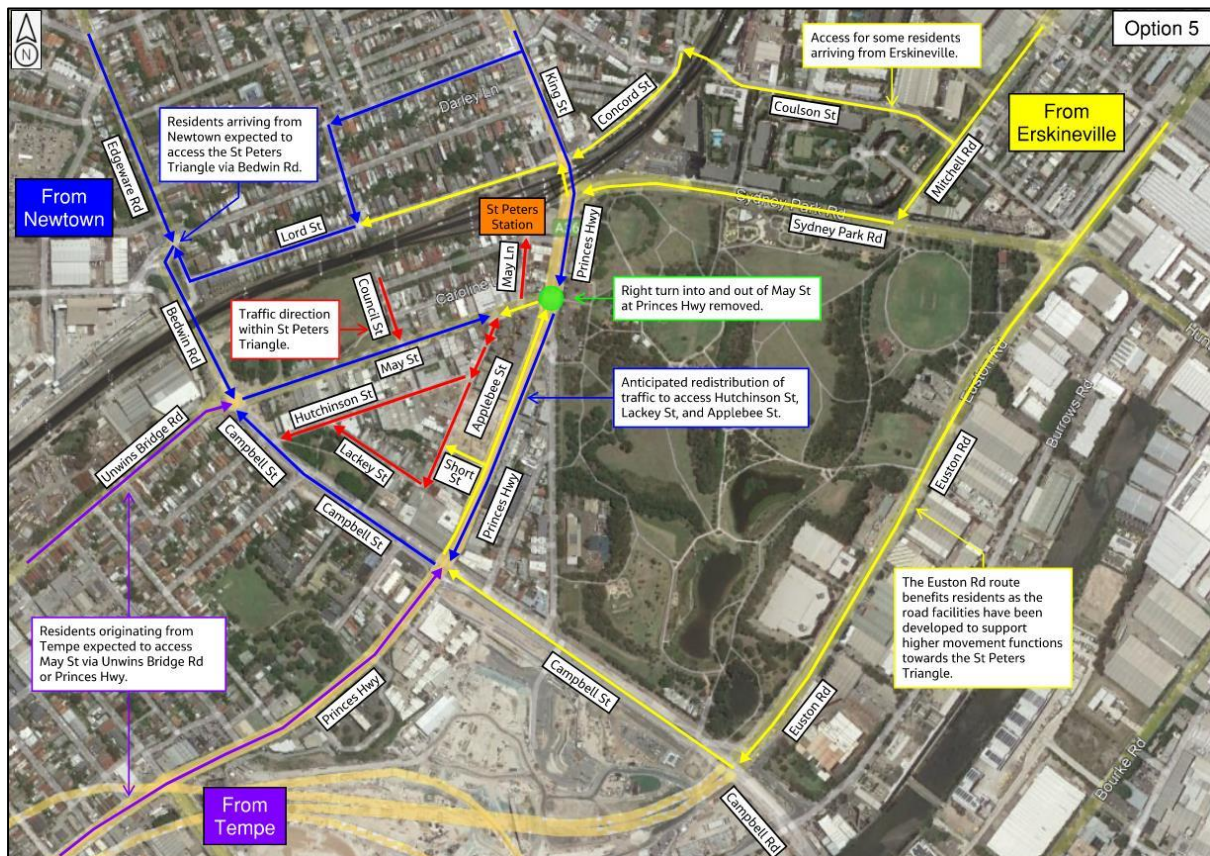 N
Option 5
Access for some residents
arriving from Erskineville.
From
Erskineville
King St
Concord St
Coulson St
Darley Ln
Mitchell Rd
Residents arriving from
Newtown expected to
access the St Peters
Triangle via Bedwin Rd.
Edgeware Rd
From
Newtown
St Peters
Station
Sydney Park Rd
Sydney Park Rd
Lord St
Princes Hwy
May Ln
Caroline
Council St
Traffic direction
within St Peters
Triangle.
Right turn into and out of May St
at Princes Hwy removed.
Bedwin Rd
May St
Hutchinson St
Applebee St
Anticipated redistribution of
traffic to access Hutchinson St,
Lackey St, and Applebee St.
Euston Rd
Burrows Rd
Unwins Bridge Rd
Campbell St
Lackey St
Short
St
Princes Hwy
Euston Rd
Campbell St
The Euston Rd route
benefits residents as the
road facilities have been
developed to support
higher movement functions
towards the St Peters
Triangle.
Residents originating from
Tempe expected to access
May St via Unwins Bridge Rd
or Princes Hwy.
Princes Hwy
Campbell St
Euston Rd
Bourke Rd
From
Tempe
Campbell Rd